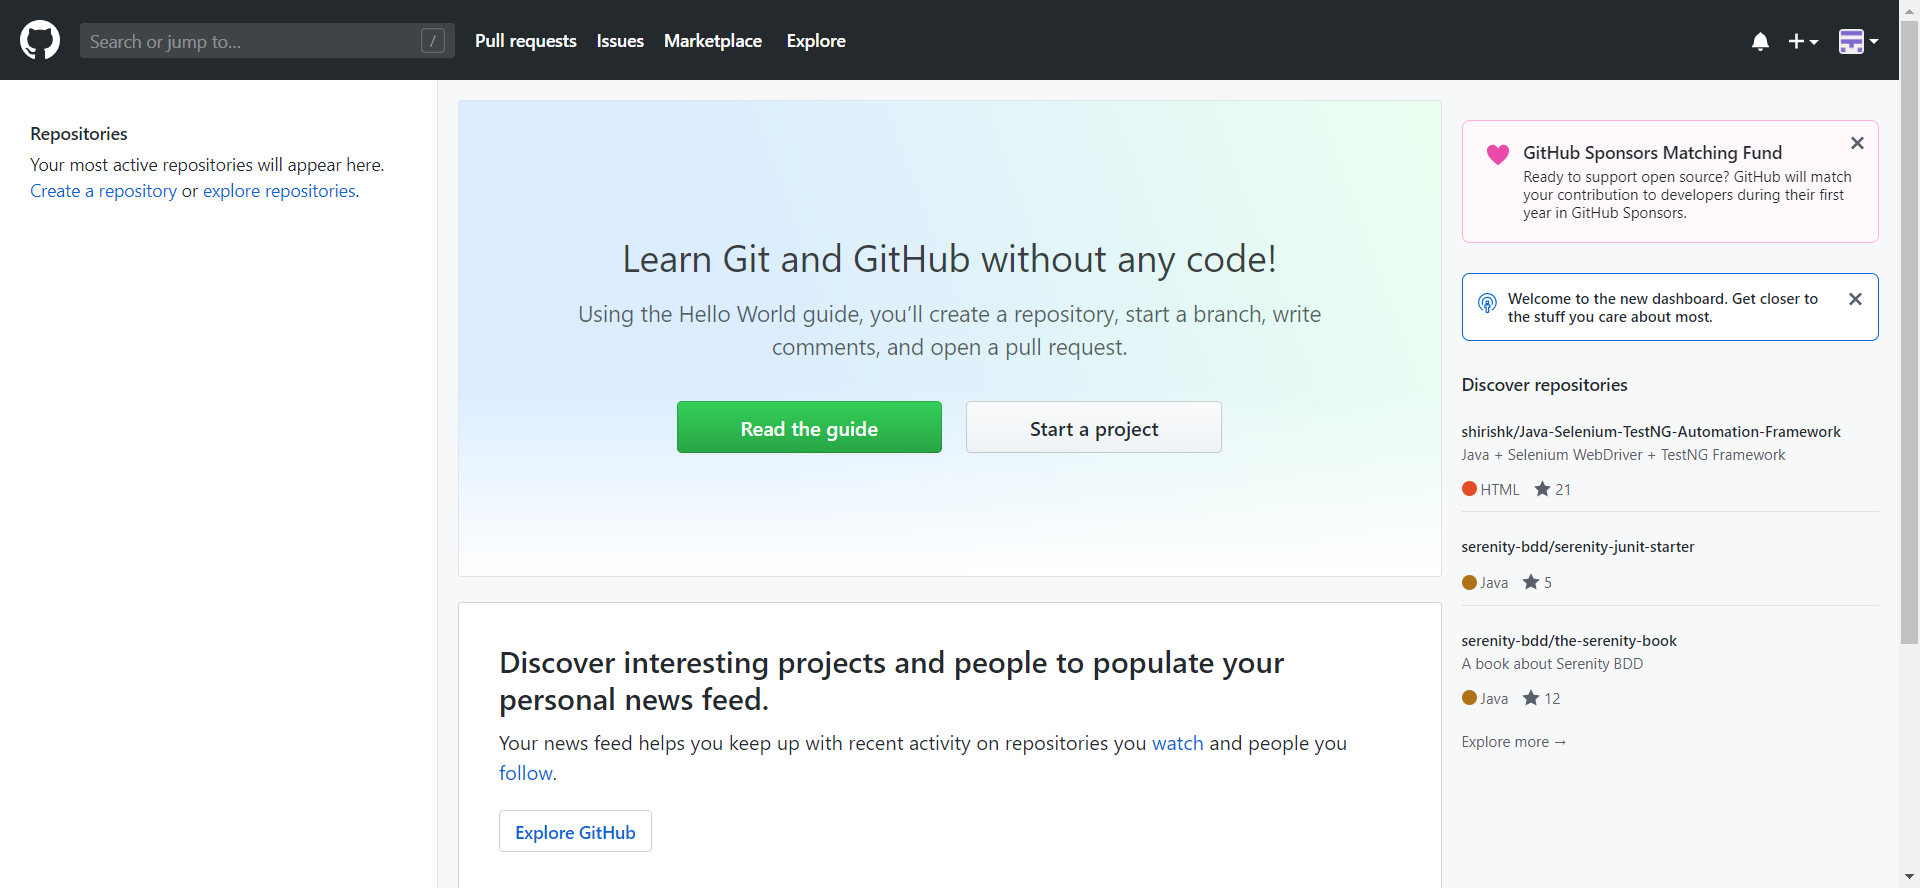 Search or jump to... /
Pull requests Issues Marketplace Explore
Repositories
Your most active repositories will appear here.
Create a repository or explore repositories.
Learn Git and GitHub without any code!
Using the Hello World guide, you’ll create a repository, start a branch, write
comments, and open a pull request.
Read the guide
Start a project
Discover interesting projects and people to populate your
personal news feed.
Your news feed helps you keep up with recent activity on repositories you watch and people you
follow.
Explore GitHub
GitHub Sponsors Matching Fund
Ready to support open source? GitHub will match
your contribution to developers during their first
year in GitHub Sponsors.
Welcome to the new dashboard. Get closer to
the stuff you care about most.
Discover repositories
shirishk/Java-Selenium-TestNG-Automation-Framework
Java + Selenium WebDriver + TestNG Framework
HTML 21
serenity-bdd/serenity-junit-starter
Java 5
serenity-bdd/the-serenity-book
A book about Serenity BDD
Java 12
Explore more →